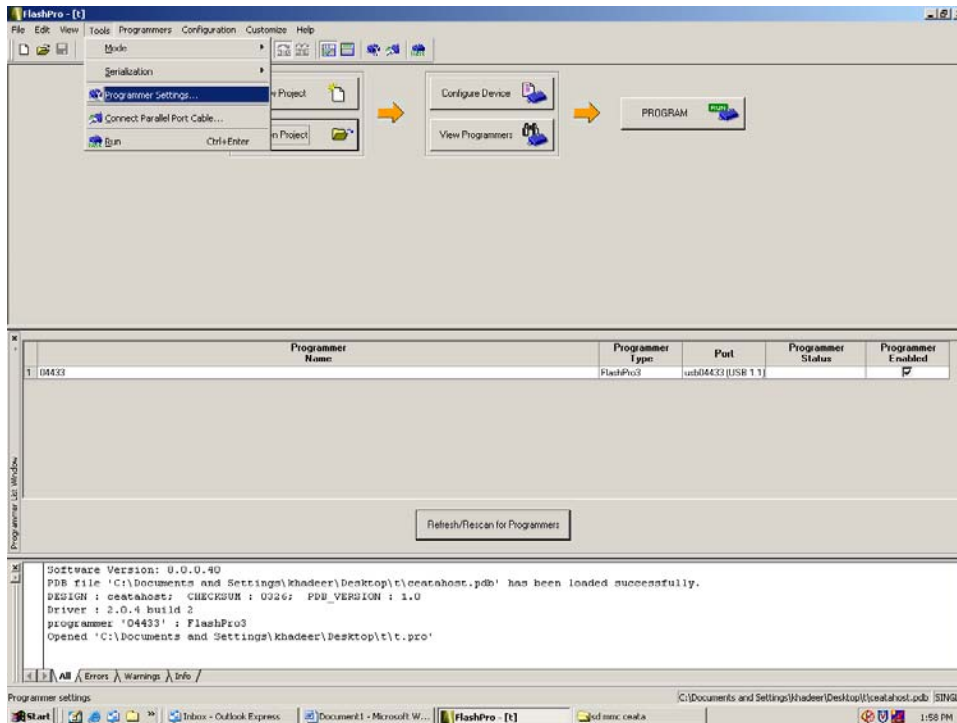 FlashPro - [t]
File Edit View Tools Programmers Configuration Customize Help
Mode
Serialization
Programmer Settings...
Connect Parallel Port Cable...
Run Ctrl+Enter
w Project
n Project
Configure Device
View Programmers
PROGRAM
RUN
Programmer Name
Programmer Type
Port
Programmer Status
Programmer Enabled
1 04433 FlashPro3 usb04433 (USB 1.1)
Programmer List Window
Refresh/Rescan for Programmers
Software Version: 8.0.0.40
PDB file 'C:\Documents and Settings\khadeer\Desktop\t\ceatahost.pdb' has been loaded successfully.
DESIGN : ceatahost; CHECKSUM : 0326; PDB_VERSION : 1.0
Driver : 2.0.4 build 2
programmer '04433' : FlashPro3
Opened 'C:\Documents and Settings\khadeer\Desktop\t\t.pro'
All Errors Warnings Info
Programmer settings
C:\Documents and Settings\khadeer\Desktop\t\ceatahost.pdb SINGL
Start Inbox - Outlook Express Document1 - Microsoft W... FlashPro - [t] sd mmc ceata 1:58 PM